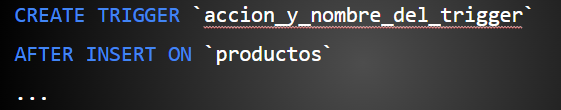 CREATE TRIGGER `accion_y_nombre_del_trigger`
AFTER INSERT ON `productos`
...